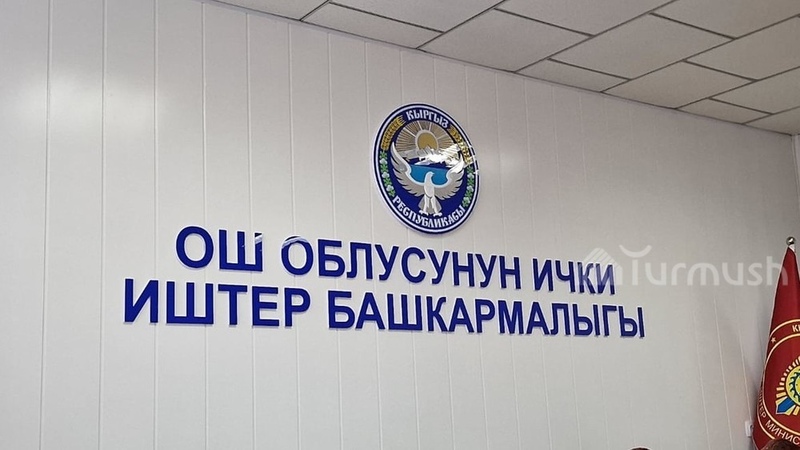 КЫРГЫЗ
РЕСПУБЛИКАСЫ
ОШ ОБЛУСУНУН ИЧКИ
ИШТЕР БАШКАРМАЛЫГЫ
Turmush